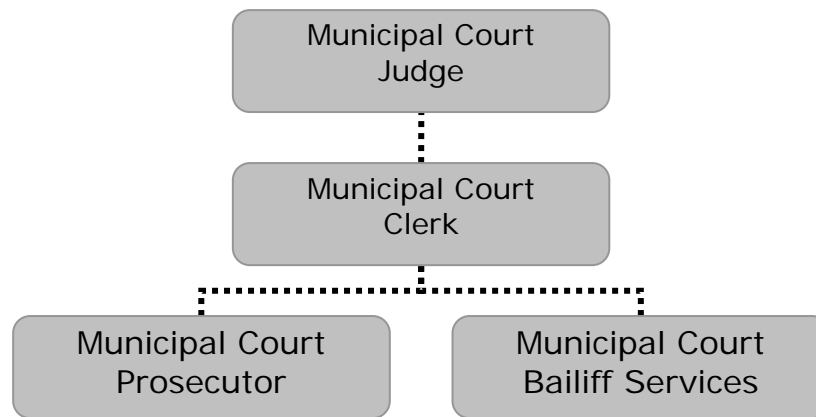 Municipal Court
Judge
Municipal Court
Clerk
Municipal Court
Prosecutor
Municipal Court
Bailiff Services